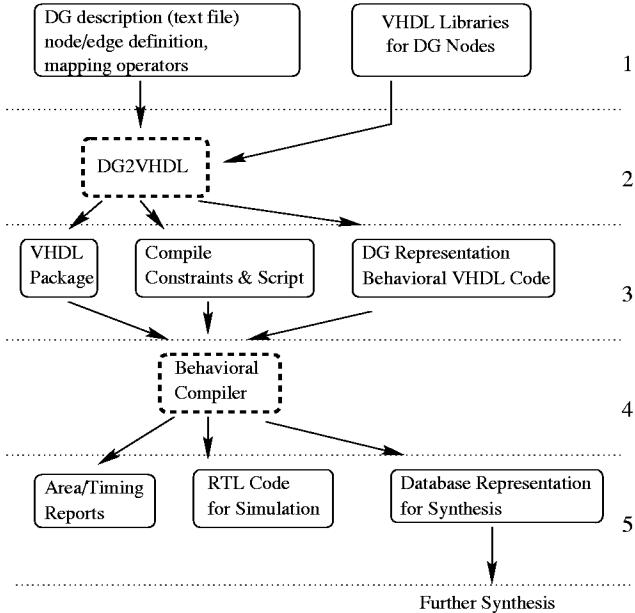 DG description (text file)
node/edge definition,
mapping operators
VHDL Libraries
for DG Nodes
1
DG2VHDL
2
VHDL
Package
Compile
Constraints & Script
DG Representation
Behavioral VHDL Code
3
Behavioral
Compiler
4
Area/Timing
Reports
RTL Code
for Simulation
Database Representation
for Synthesis
5
Further Synthesis